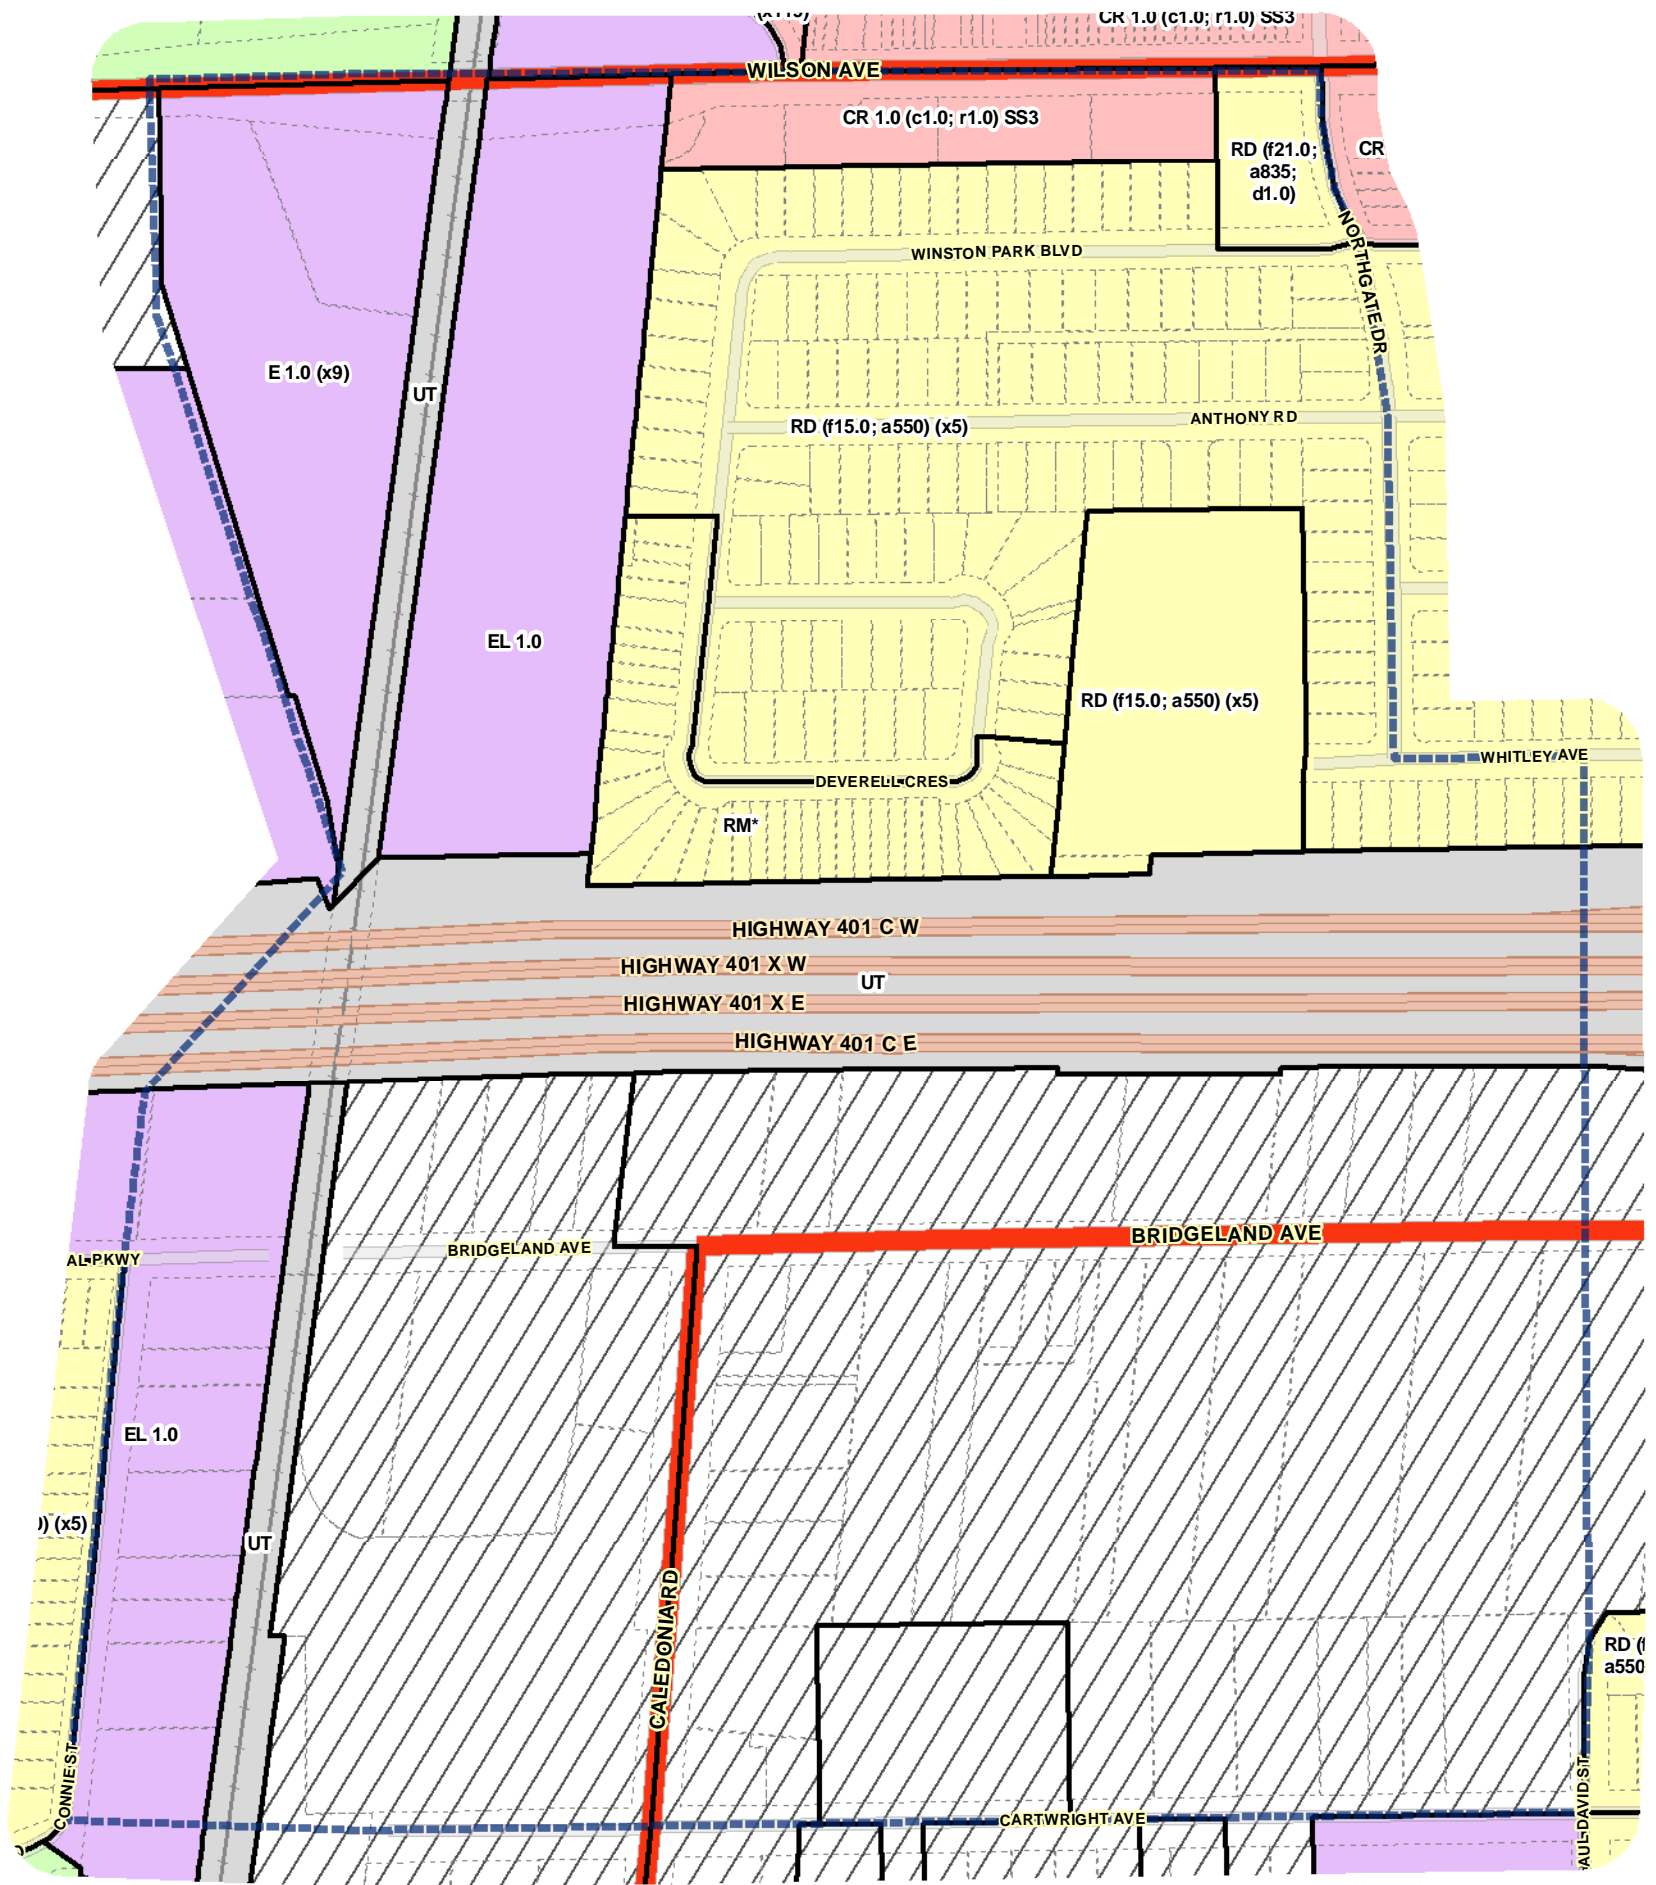 CR 1.0 (c1.0; r1.0) SS3
WILSON AVE
CR 1.0 (c1.0; r1.0) SS3
RD (f21.0;
a835;
d1.0)
CR
NORTHGATE DR
WINSTON PARK BLVD
E 1.0 (x9)
UT
RD (f15.0; a550) (x5)
ANTHONY RD
EL 1.0
RD (f15.0; a550) (x5)
WHITLEY AVE
DEVERELL CRES
RM*
HIGHWAY 401 C W
HIGHWAY 401 X W
UT
HIGHWAY 401 X E
HIGHWAY 401 C E
BRIDGELAND AVE
BRIDGELAND AVE
AL PKWY
EL 1.0
) (x5)
UT
CALEDONIA RD
RD (f
a550
CONNIE ST
CARTWRIGHT AVE
AUL DAVID ST